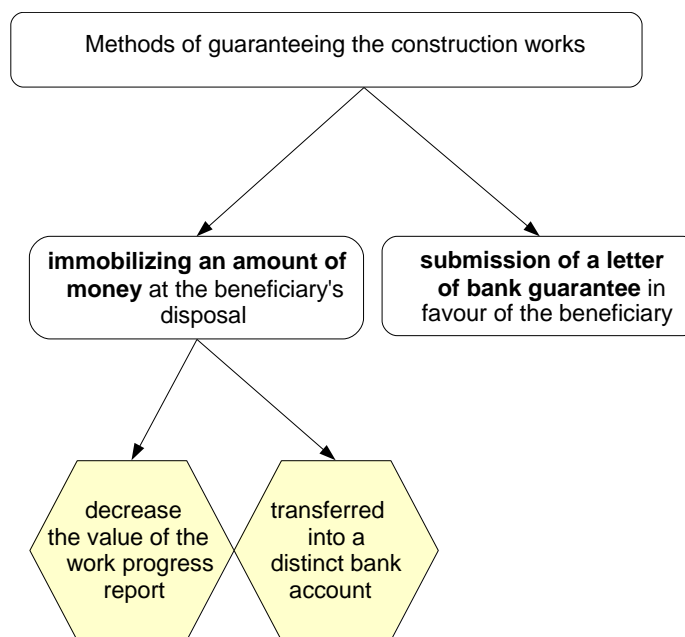 Methods of guaranteeing the construction works
immobilizing an amount of
money at the beneficiary's
disposal
submission of a letter
of bank guarantee in
favour of the beneficiary
decrease
the value of the
work progress
report
transferred
into a
distinct bank
account